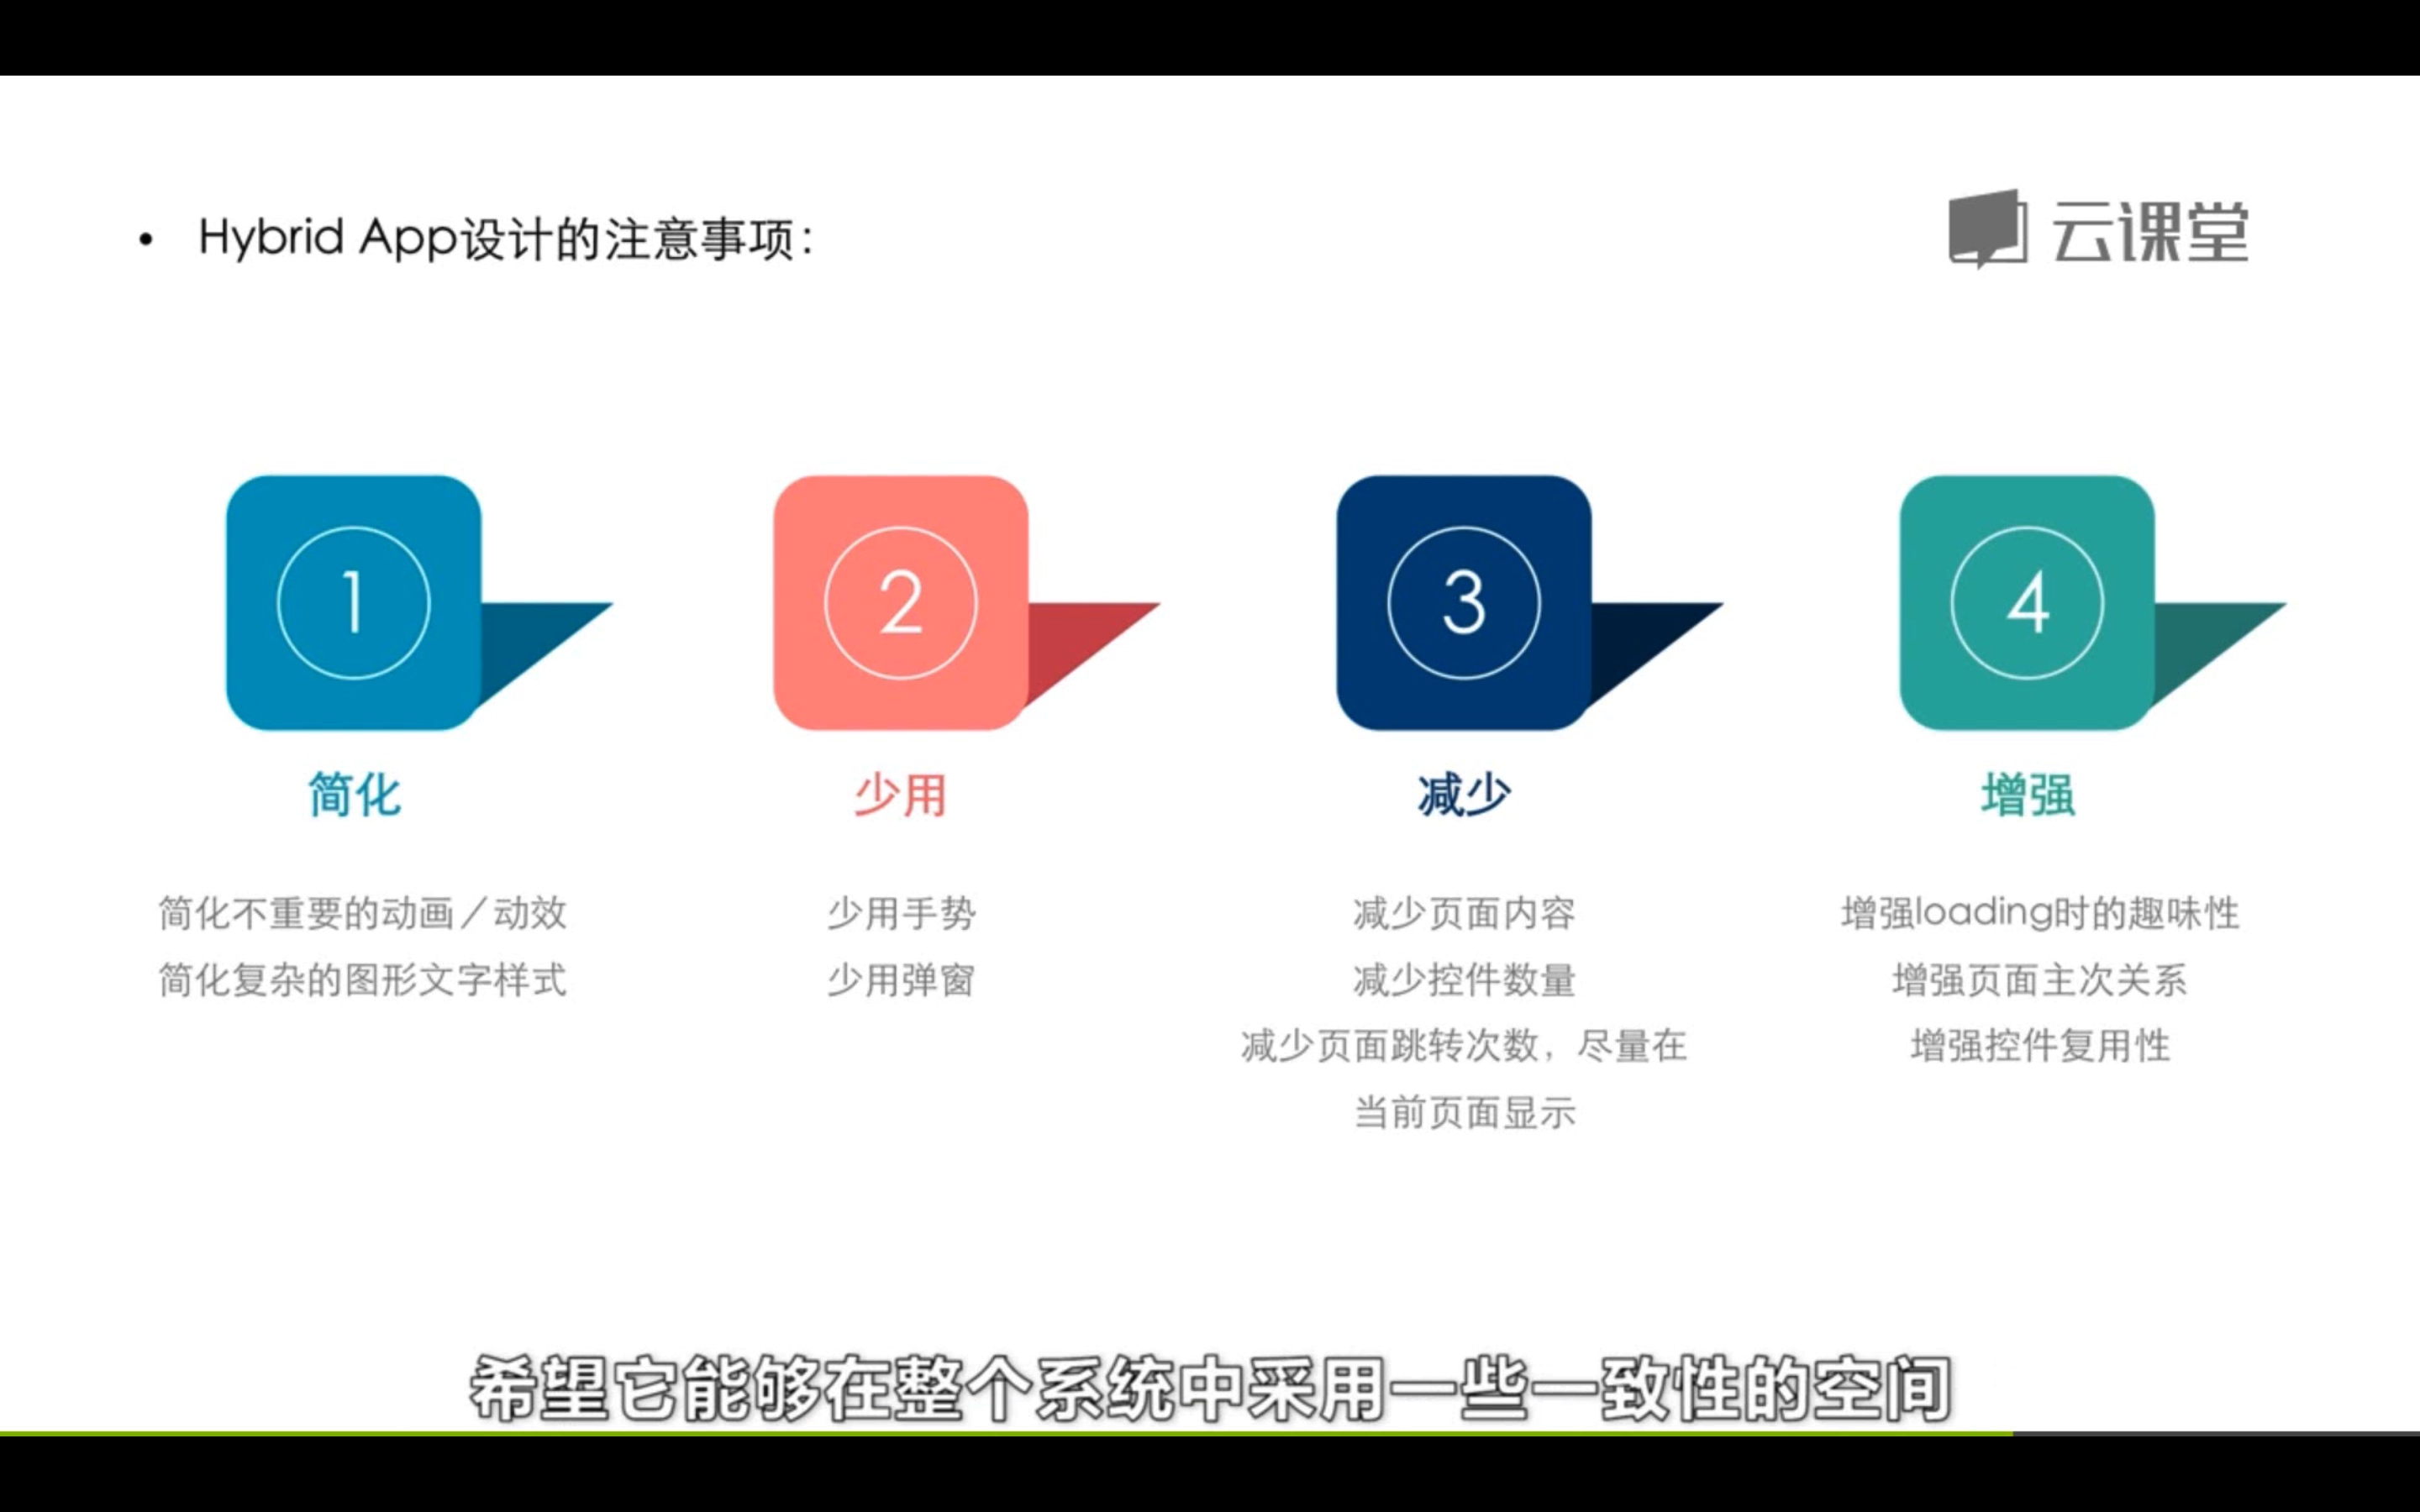 • Hybrid App设计的注意事项：
云课堂
1
2
3
4
简化
少用
减少
增强
简化不重要的动画／动效
简化复杂的图形文字样式
少用手势
少用弹窗
减少页面内容
减少控件数量
减少页面跳转次数，尽量在
当前页面显示
增强loading时的趣味性
增强页面主次关系
增强控件复用性
希望它能够在整个系统中采用一些一致性的空间